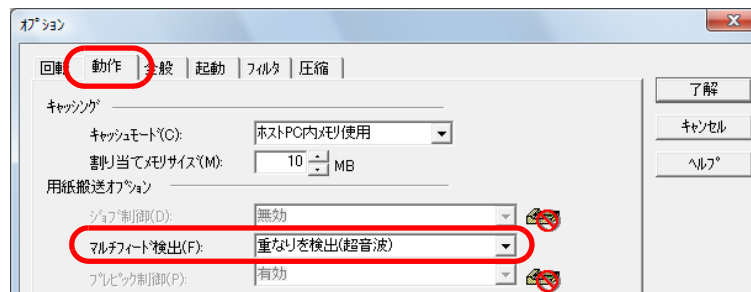 オプション
回転 動作 全般 起動 フィルタ 圧縮
了解
キャッシング
キャッシュモード(C): ホストPC内メモリ使用
キャンセル
割り当てメモリサイズ(M): 10 MB
ヘルプ
用紙搬送オプション
ジョブ制御(D): 無効
マルチフィード検出(F): 重なりを検出(超音波)
プレピック制御(P): 有効